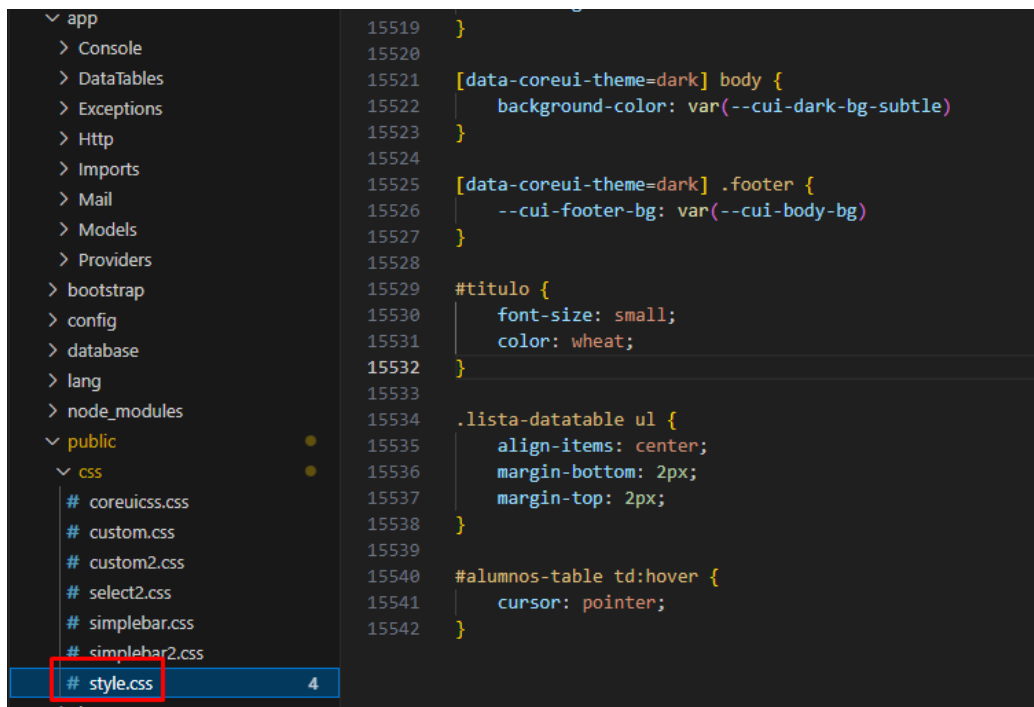 app
Console
DataTables
Exceptions
Http
Imports
Mail
Models
Providers
bootstrap
config
database
lang
node_modules
public
css
# coreuicss.css
# custom.css
# custom2.css
# select2.css
# simplebar.css
# simplebar2.css
# style.css 4
15519 }
15520
15521 [data-coreui-theme=dark] body {
15522 background-color: var(--cui-dark-bg-subtle)
15523 }
15524
15525 [data-coreui-theme=dark] .footer {
15526 --cui-footer-bg: var(--cui-body-bg)
15527 }
15528
15529 #titulo {
15530 font-size: small;
15531 color: wheat;
15532 }
15533
15534 .lista-datatable ul {
15535 align-items: center;
15536 margin-bottom: 2px;
15537 margin-top: 2px;
15538 }
15539
15540 #alumnos-table td:hover {
15541 cursor: pointer;
15542 }